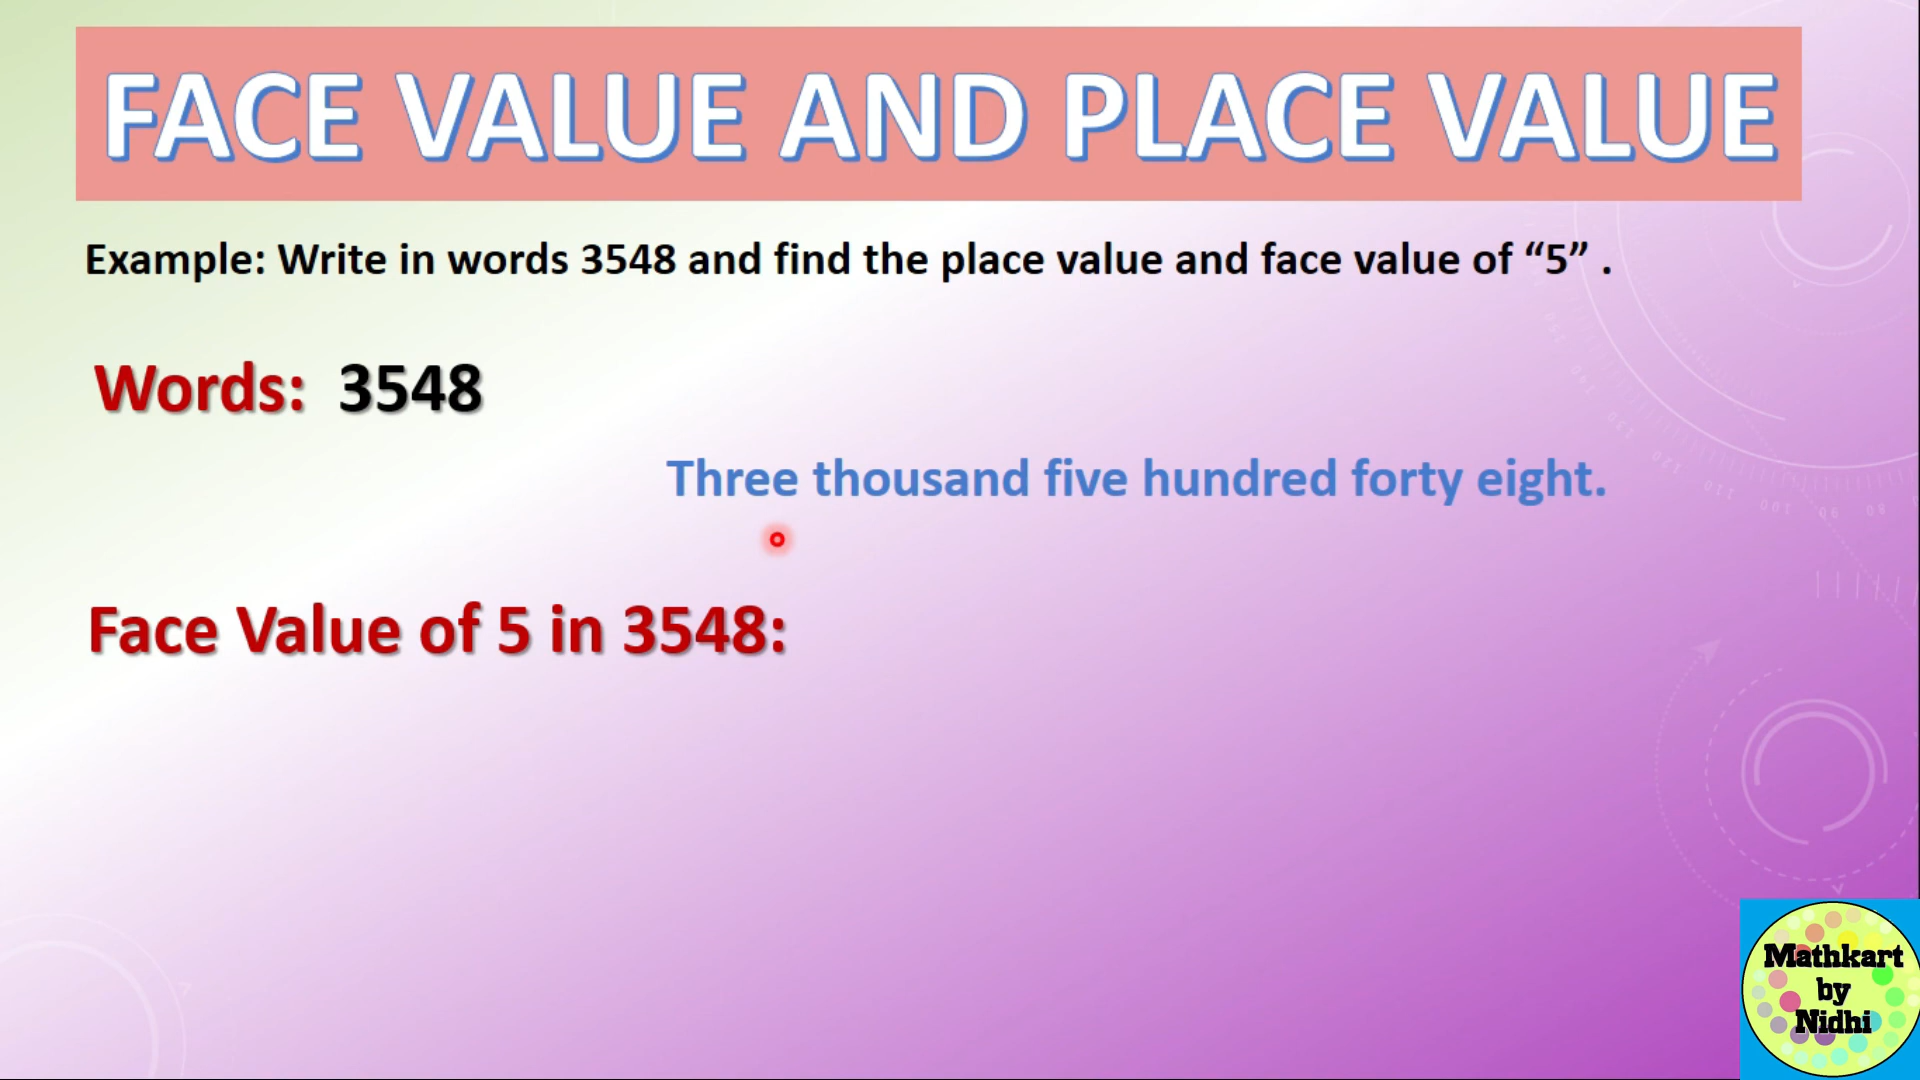 FACE VALUE AND PLACE VALUE
Example: Write in words 3548 and find the place value and face value of “5” .
Words: 3548
Three thousand five hundred forty eight.
Face Value of 5 in 3548:
Mathkart
by
Nidhi